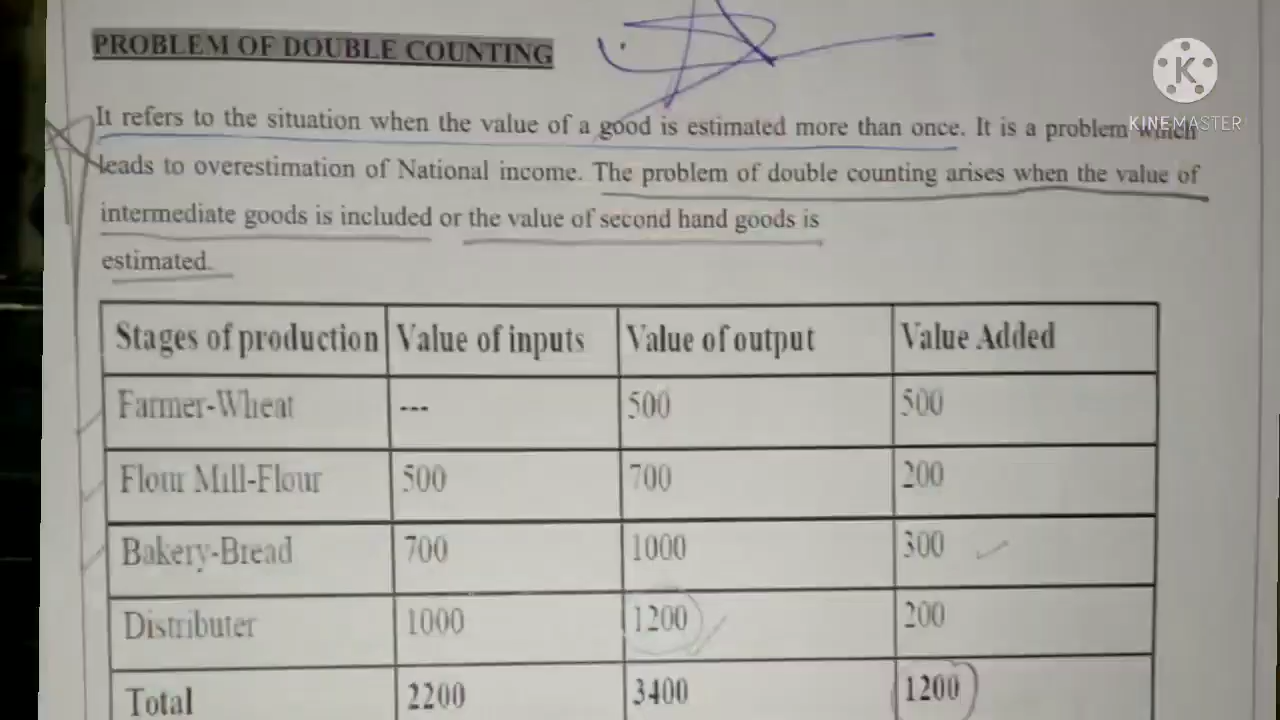 PROBLEM OF DOUBLE COUNTING
K
KINEMASTER
It refers to the situation when the value of a good is estimated more than once. It is a problem which
leads to overestimation of National income. The problem of double counting arises when the value of
intermediate goods is included or the value of second hand goods is
estimated.
Stages of production Value of inputs Value of output Value Added
Farmer-Wheat --- 500 500
Flour Mill-Flour 500 700 200
Bakery-Bread 700 1000 300
Distributer 1000 1200 200
Total 2200 3400 1200